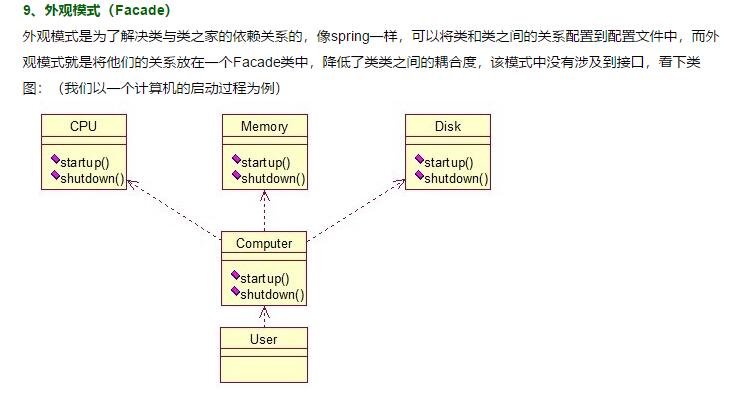 9、外观模式（Facade）
外观模式是为了解决类与类之家的依赖关系的，像spring一样，可以将类和类之间的关系配置到配置文件中，而外
观模式就是将他们的关系放在一个Facade类中，降低了类类之间的耦合度，该模式中没有涉及到接口，看下类
图：（我们以一个计算机的启动过程为例）
CPU
startup()
shutdown()
Memory
startup()
shutdown()
Disk
startup()
shutdown()
Computer
startup()
shutdown()
User